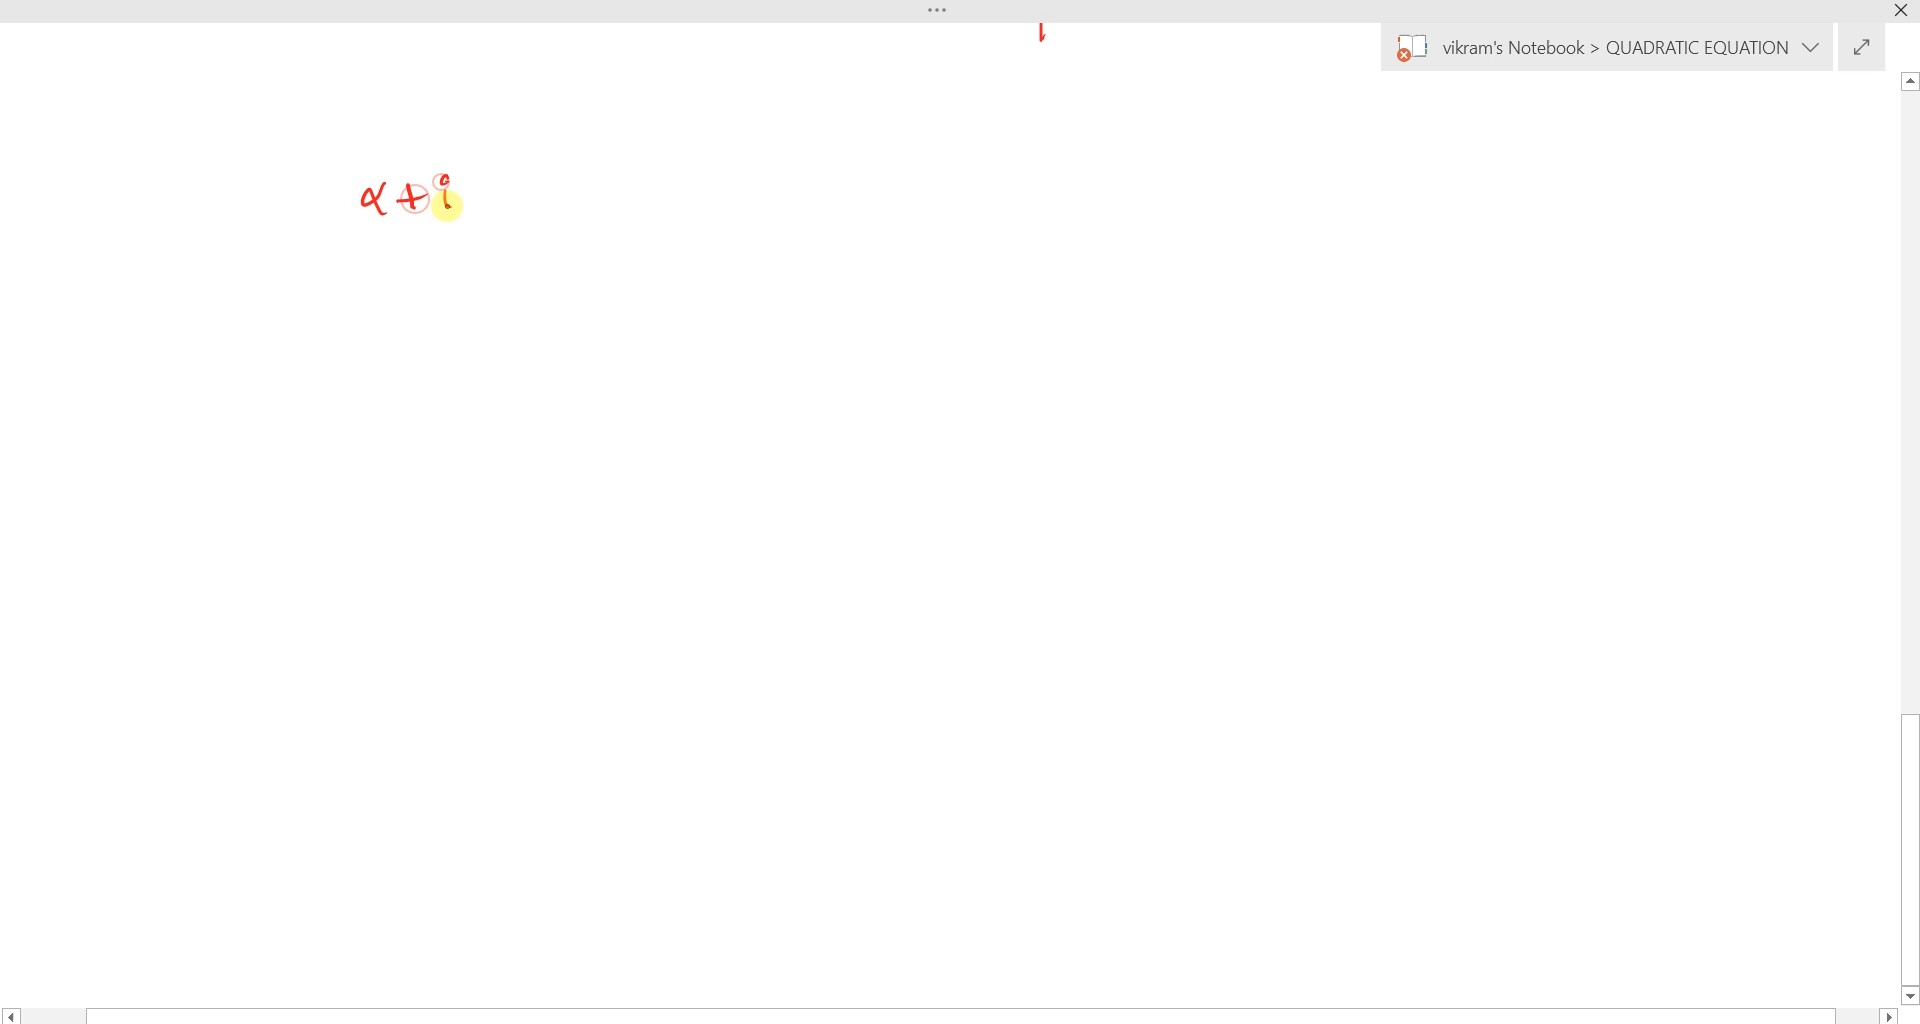 vikram's Notebook > QUADRATIC EQUATION
α + i